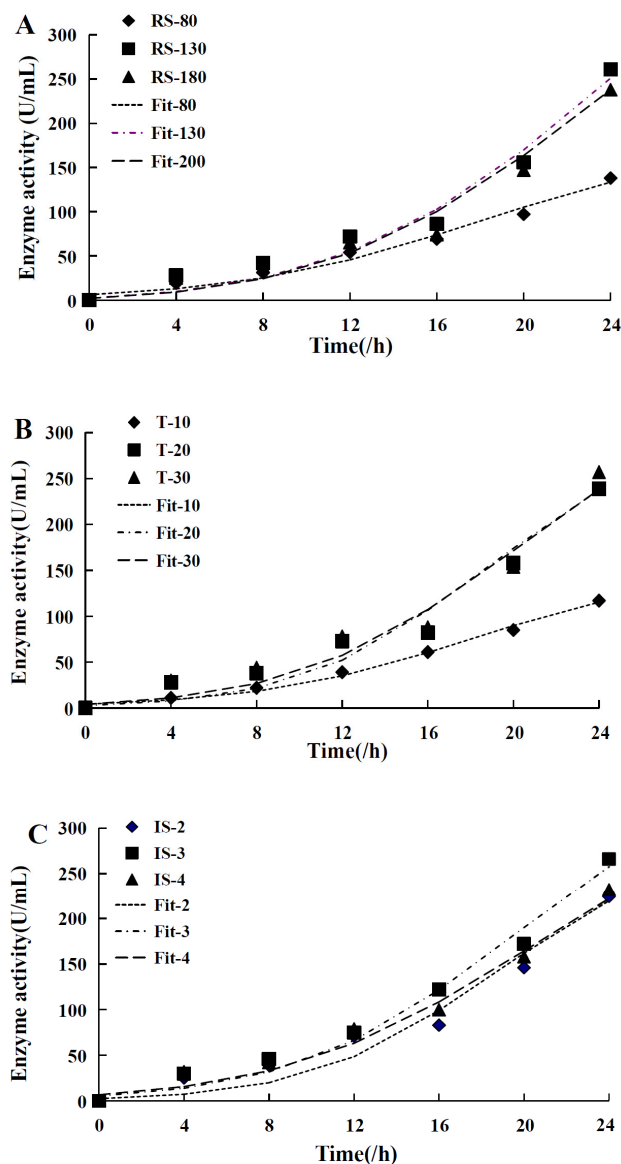 A
RS-80
RS-130
RS-180
Fit-80
Fit-130
Fit-200
Enzyme activity (U/mL)
300
250
200
150
100
50
0
0 4 8 12 16 20 24
Time(/h)
B
T-10
T-20
T-30
Fit-10
Fit-20
Fit-30
Enzyme activity(U/mL)
300
250
200
150
100
50
0
0 4 8 12 16 20 24
Time(/h)
C
IS-2
IS-3
IS-4
Fit-2
Fit-3
Fit-4
Enzyme activity(U/mL)
300
250
200
150
100
50
0
0 4 8 12 16 20 24
Time(/h)